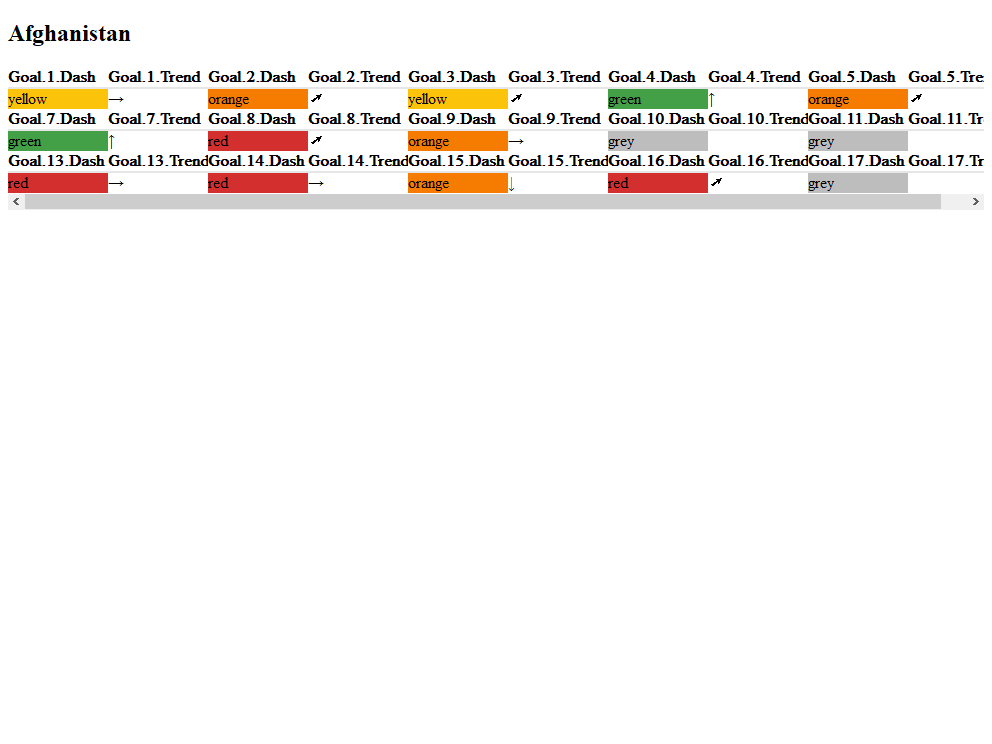 Afghanistan
Goal.1.Dash Goal.1.Trend Goal.2.Dash Goal.2.Trend Goal.3.Dash Goal.3.Trend Goal.4.Dash Goal.4.Trend Goal.5.Dash Goal.5.Tre
yellow → orange ➚ yellow ➚ green ↑ orange ➚
Goal.7.Dash Goal.7.Trend Goal.8.Dash Goal.8.Trend Goal.9.Dash Goal.9.Trend Goal.10.Dash Goal.10.Trend Goal.11.Dash Goal.11.Tr
green ↑ red ➚ orange → grey grey
Goal.13.Dash Goal.13.Trend Goal.14.Dash Goal.14.Trend Goal.15.Dash Goal.15.Trend Goal.16.Dash Goal.16.Trend Goal.17.Dash Goal.17.Tr
red → red → orange ↓ red ➚ grey